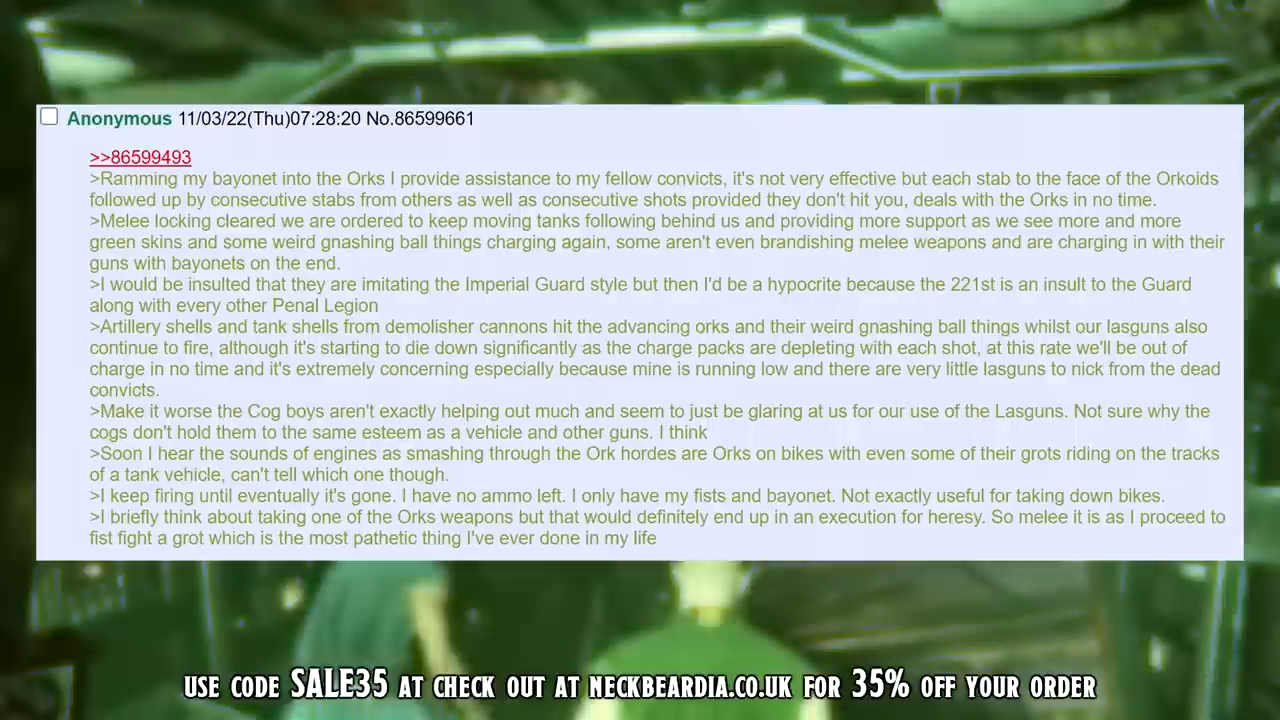 Anonymous 11/03/22(Thu)07:28:20 No.86599661
>>86599493
>Ramming my bayonet into the Orks I provide assistance to my fellow convicts, it's not very effective but each stab to the face of the Orkoids
followed up by consecutive stabs from others as well as consecutive shots provided they don't hit you, deals with the Orks in no time.
>Melee locking cleared we are ordered to keep moving tanks following behind us and providing more support as we see more and more
green skins and some weird gnashing ball things charging again, some aren't even brandishing melee weapons and are charging in with their
guns with bayonets on the end.
>I would be insulted that they are imitating the Imperial Guard style but then I'd be a hypocrite because the 221st is an insult to the Guard
along with every other Penal Legion
>Artillery shells and tank shells from demolisher cannons hit the advancing orks and their weird gnashing ball things whilst our lasguns also
continue to fire, although it's starting to die down significantly as the charge packs are depleting with each shot, at this rate we'll be out of
charge in no time and it's extremely concerning especially because mine is running low and there are very little lasguns to nick from the dead
convicts.
>Make it worse the Cog boys aren't exactly helping out much and seem to just be glaring at us for our use of the Lasguns. Not sure why the
cogs don't hold them to the same esteem as a vehicle and other guns. I think
>Soon I hear the sounds of engines as smashing through the Ork hordes are Orks on bikes with even some of their grots riding on the tracks
of a tank vehicle, can't tell which one though.
>I keep firing until eventually it's gone. I have no ammo left. I only have my fists and bayonet. Not exactly useful for taking down bikes.
>I briefly think about taking one of the Orks weapons but that would definitely end up in an execution for heresy. So melee it is as I proceed to
fist fight a grot which is the most pathetic thing I've ever done in my life
USE CODE SALE35 AT CHECK OUT AT NECKBEARDIA.CO.UK FOR 35% OFF YOUR ORDER